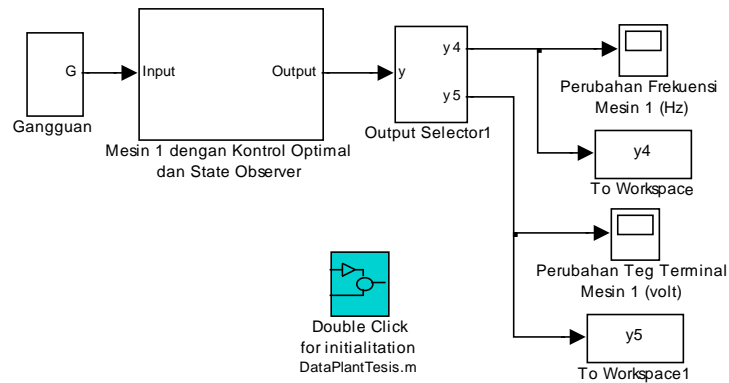 G
Gangguan
Input
Output
Mesin 1 dengan Kontrol Optimal
dan State Observer
y
y4
y5
Output Selector1
Perubahan Frekuensi
Mesin 1 (Hz)
y4
To Workspace
Perubahan Teg Terminal
Mesin 1 (volt)
y5
To Workspace1
Double Click
for initialitation
DataPlantTesis.m